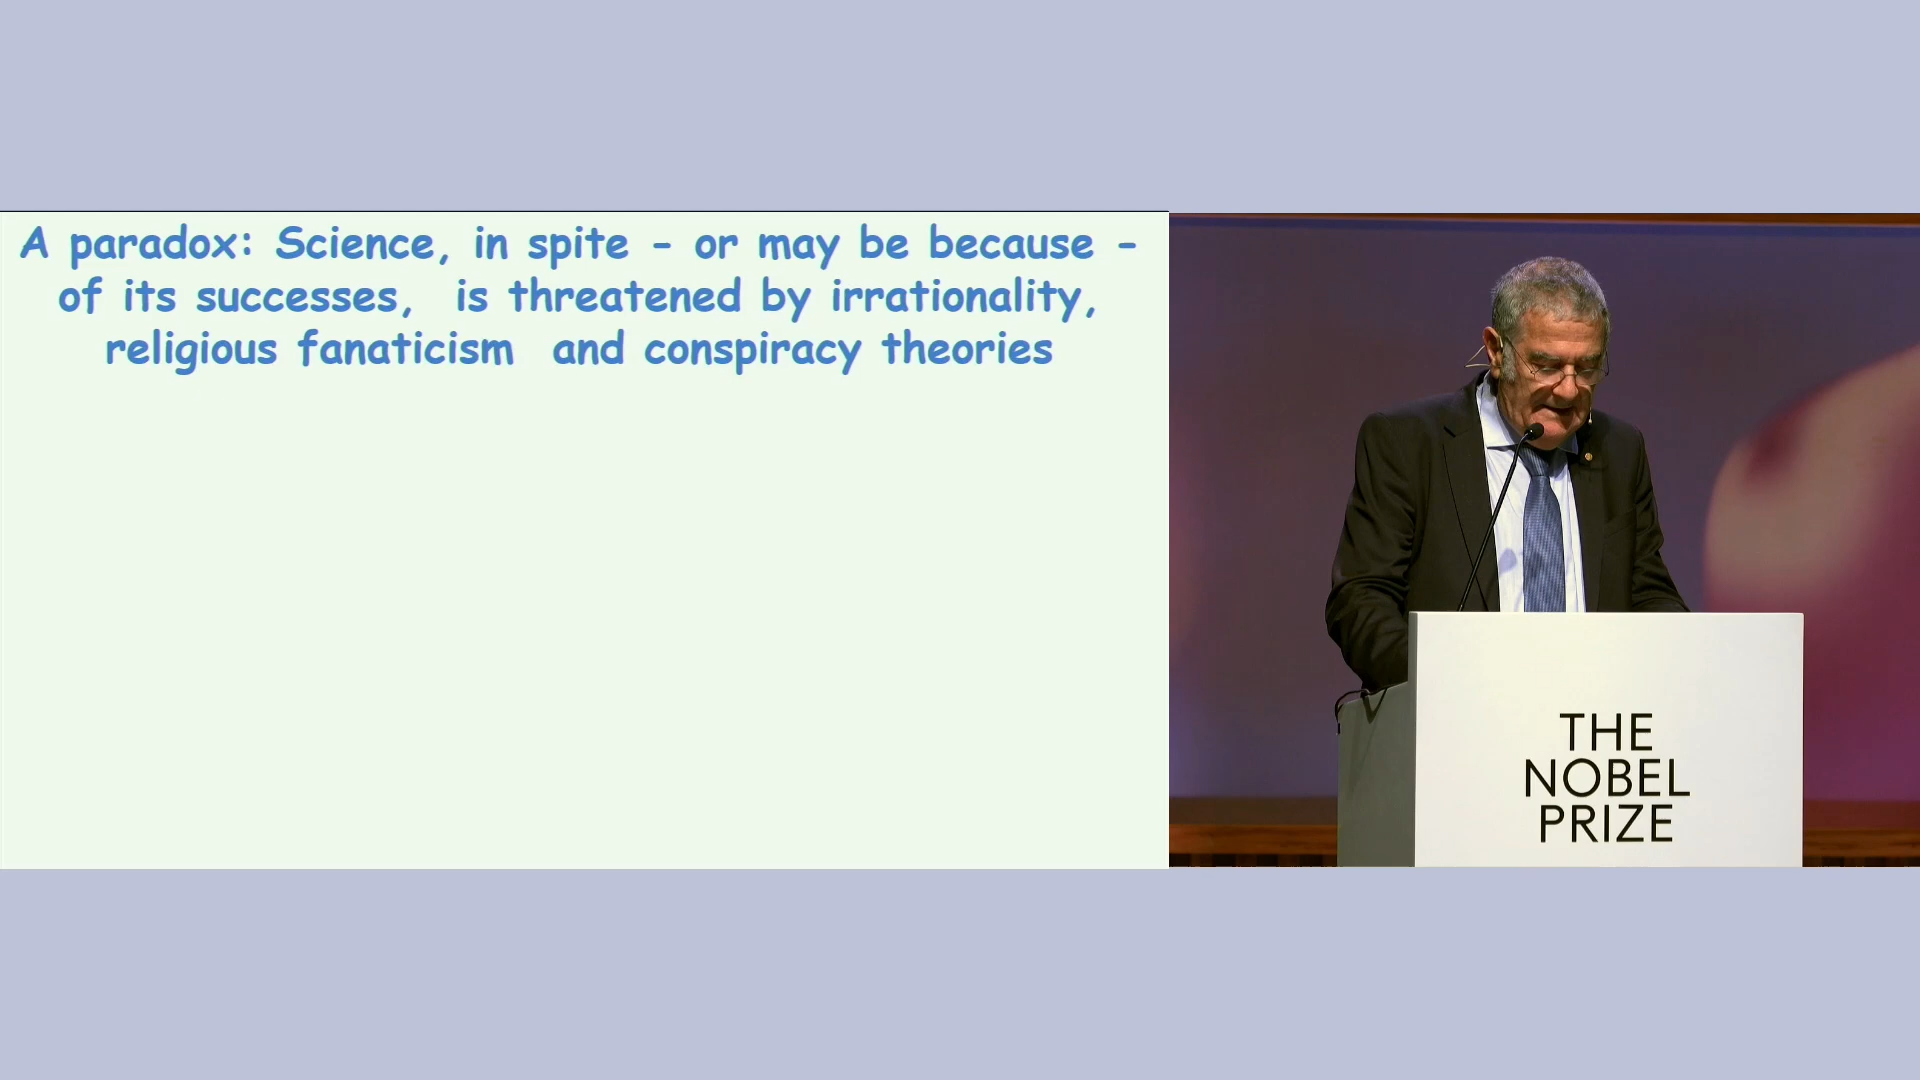 A paradox: Science, in spite – or may be because –
of its successes, is threatened by irrationality,
religious fanaticism and conspiracy theories
THE
NOBEL
PRIZE